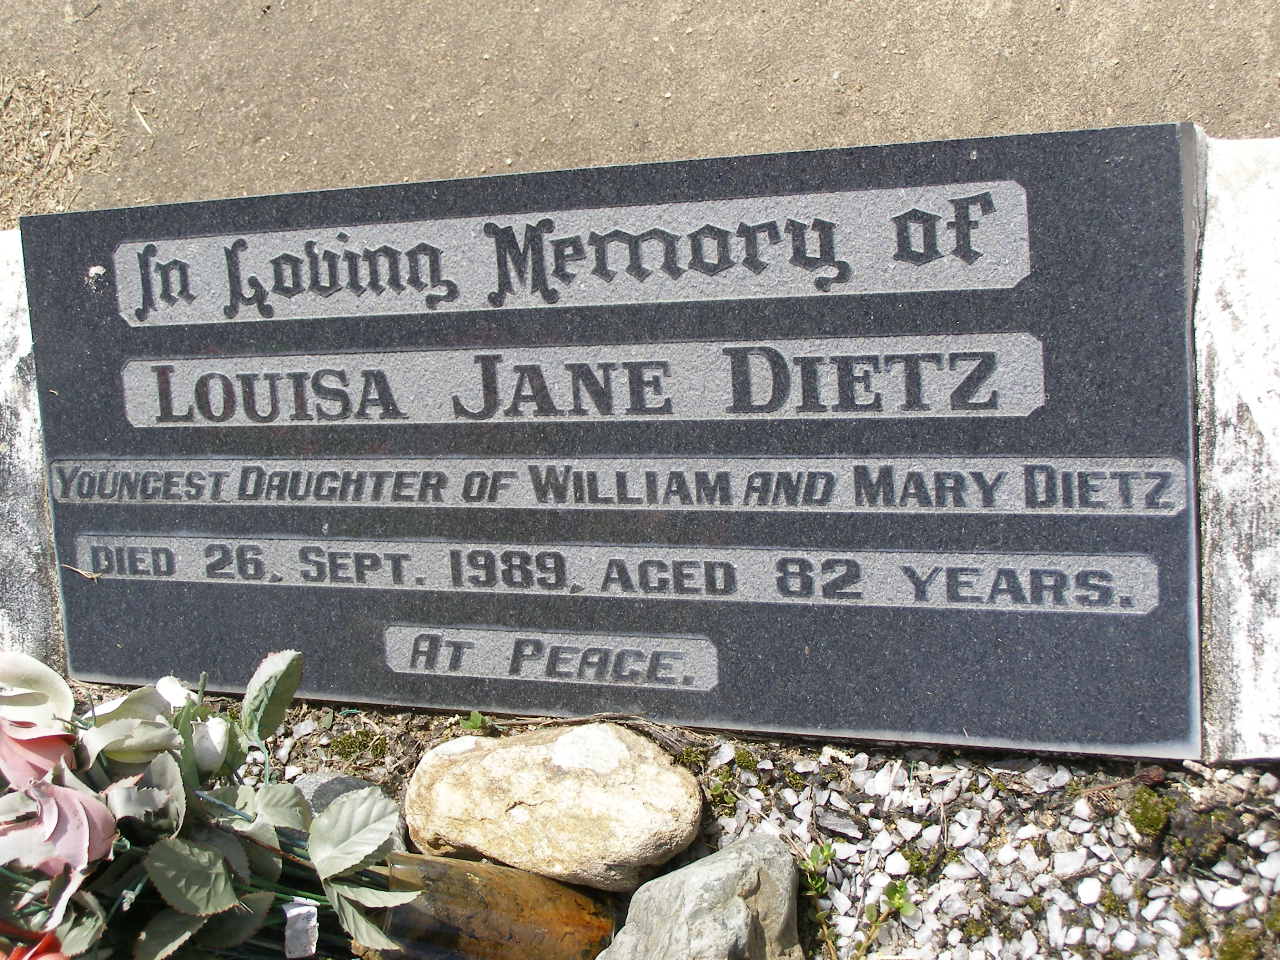 In Loving Memory of
LOUISA JANE DIETZ
YOUNGEST DAUGHTER OF WILLIAM AND MARY DIETZ
DIED 26. SEPT. 1989, AGED 82 YEARS.
AT PEACE.